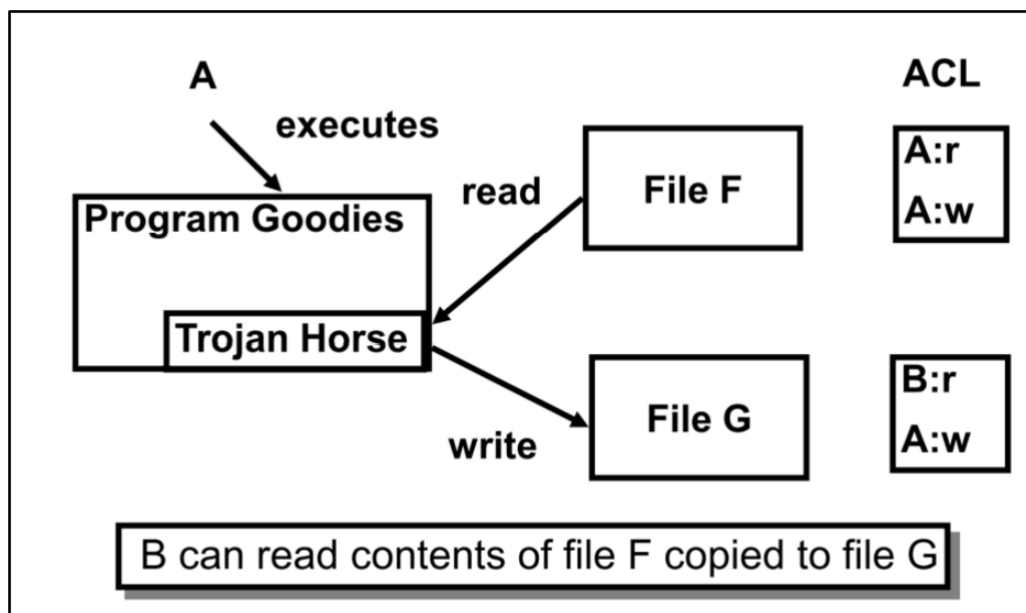 A
ACL
executes
A:r
read
File F
Program Goodies
A:w
Trojan Horse
B:r
File G
write
A:w
B can read contents of file F copied to file G